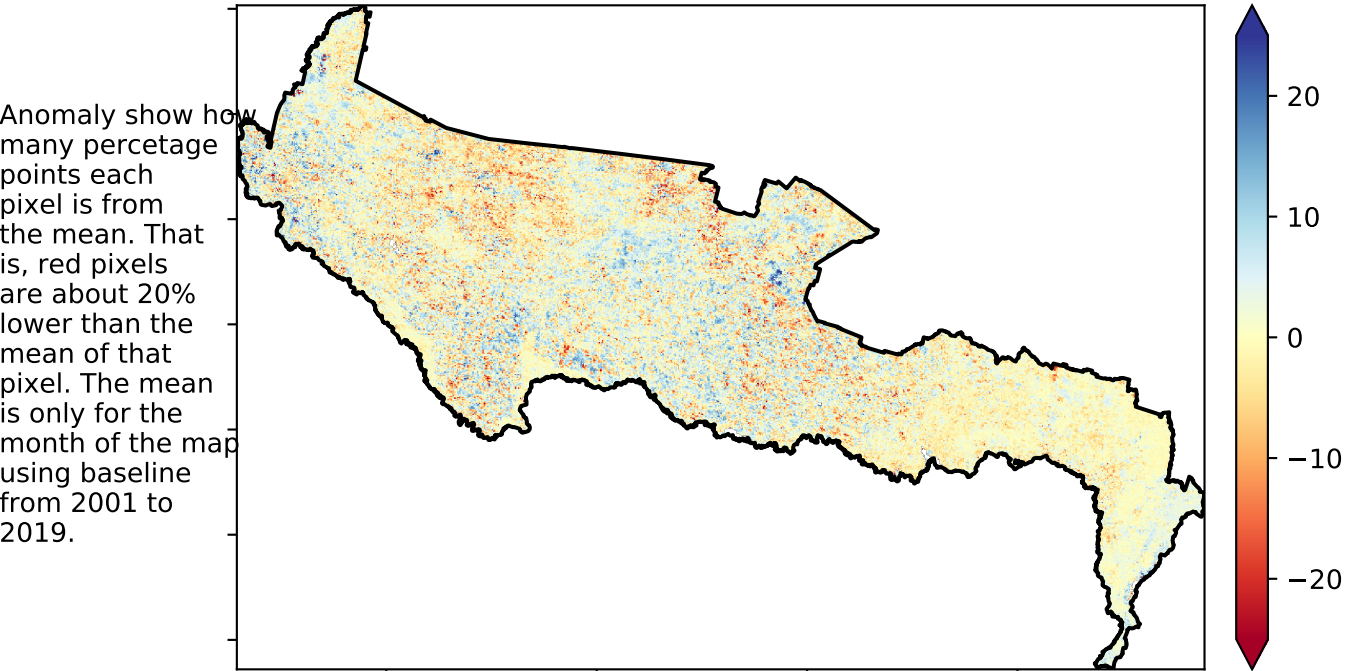 Anomaly show how
many percetage
points each
pixel is from
the mean. That
is, red pixels
are about 20%
lower than the
mean of that
pixel. The mean
is only for the
month of the map
using baseline
from 2001 to
2019.
20
10
0
−10
−20